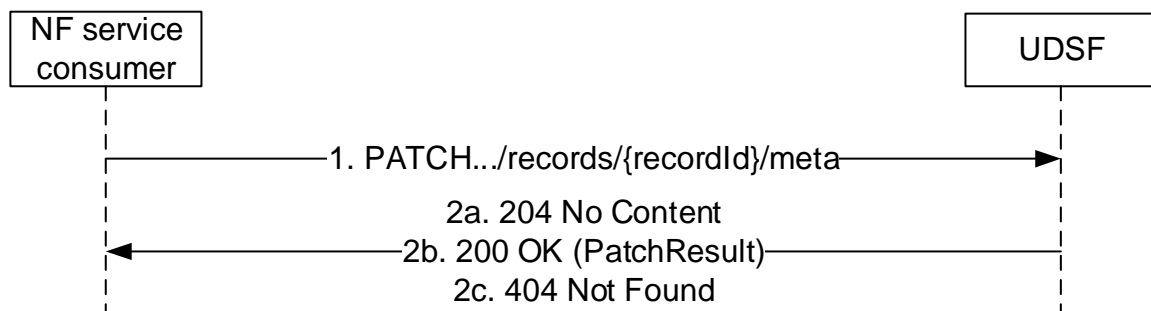 NF service
consumer
UDSF
1. PATCH.../records/{recordId}/meta
2a. 204 No Content
2b. 200 OK (PatchResult)
2c. 404 Not Found